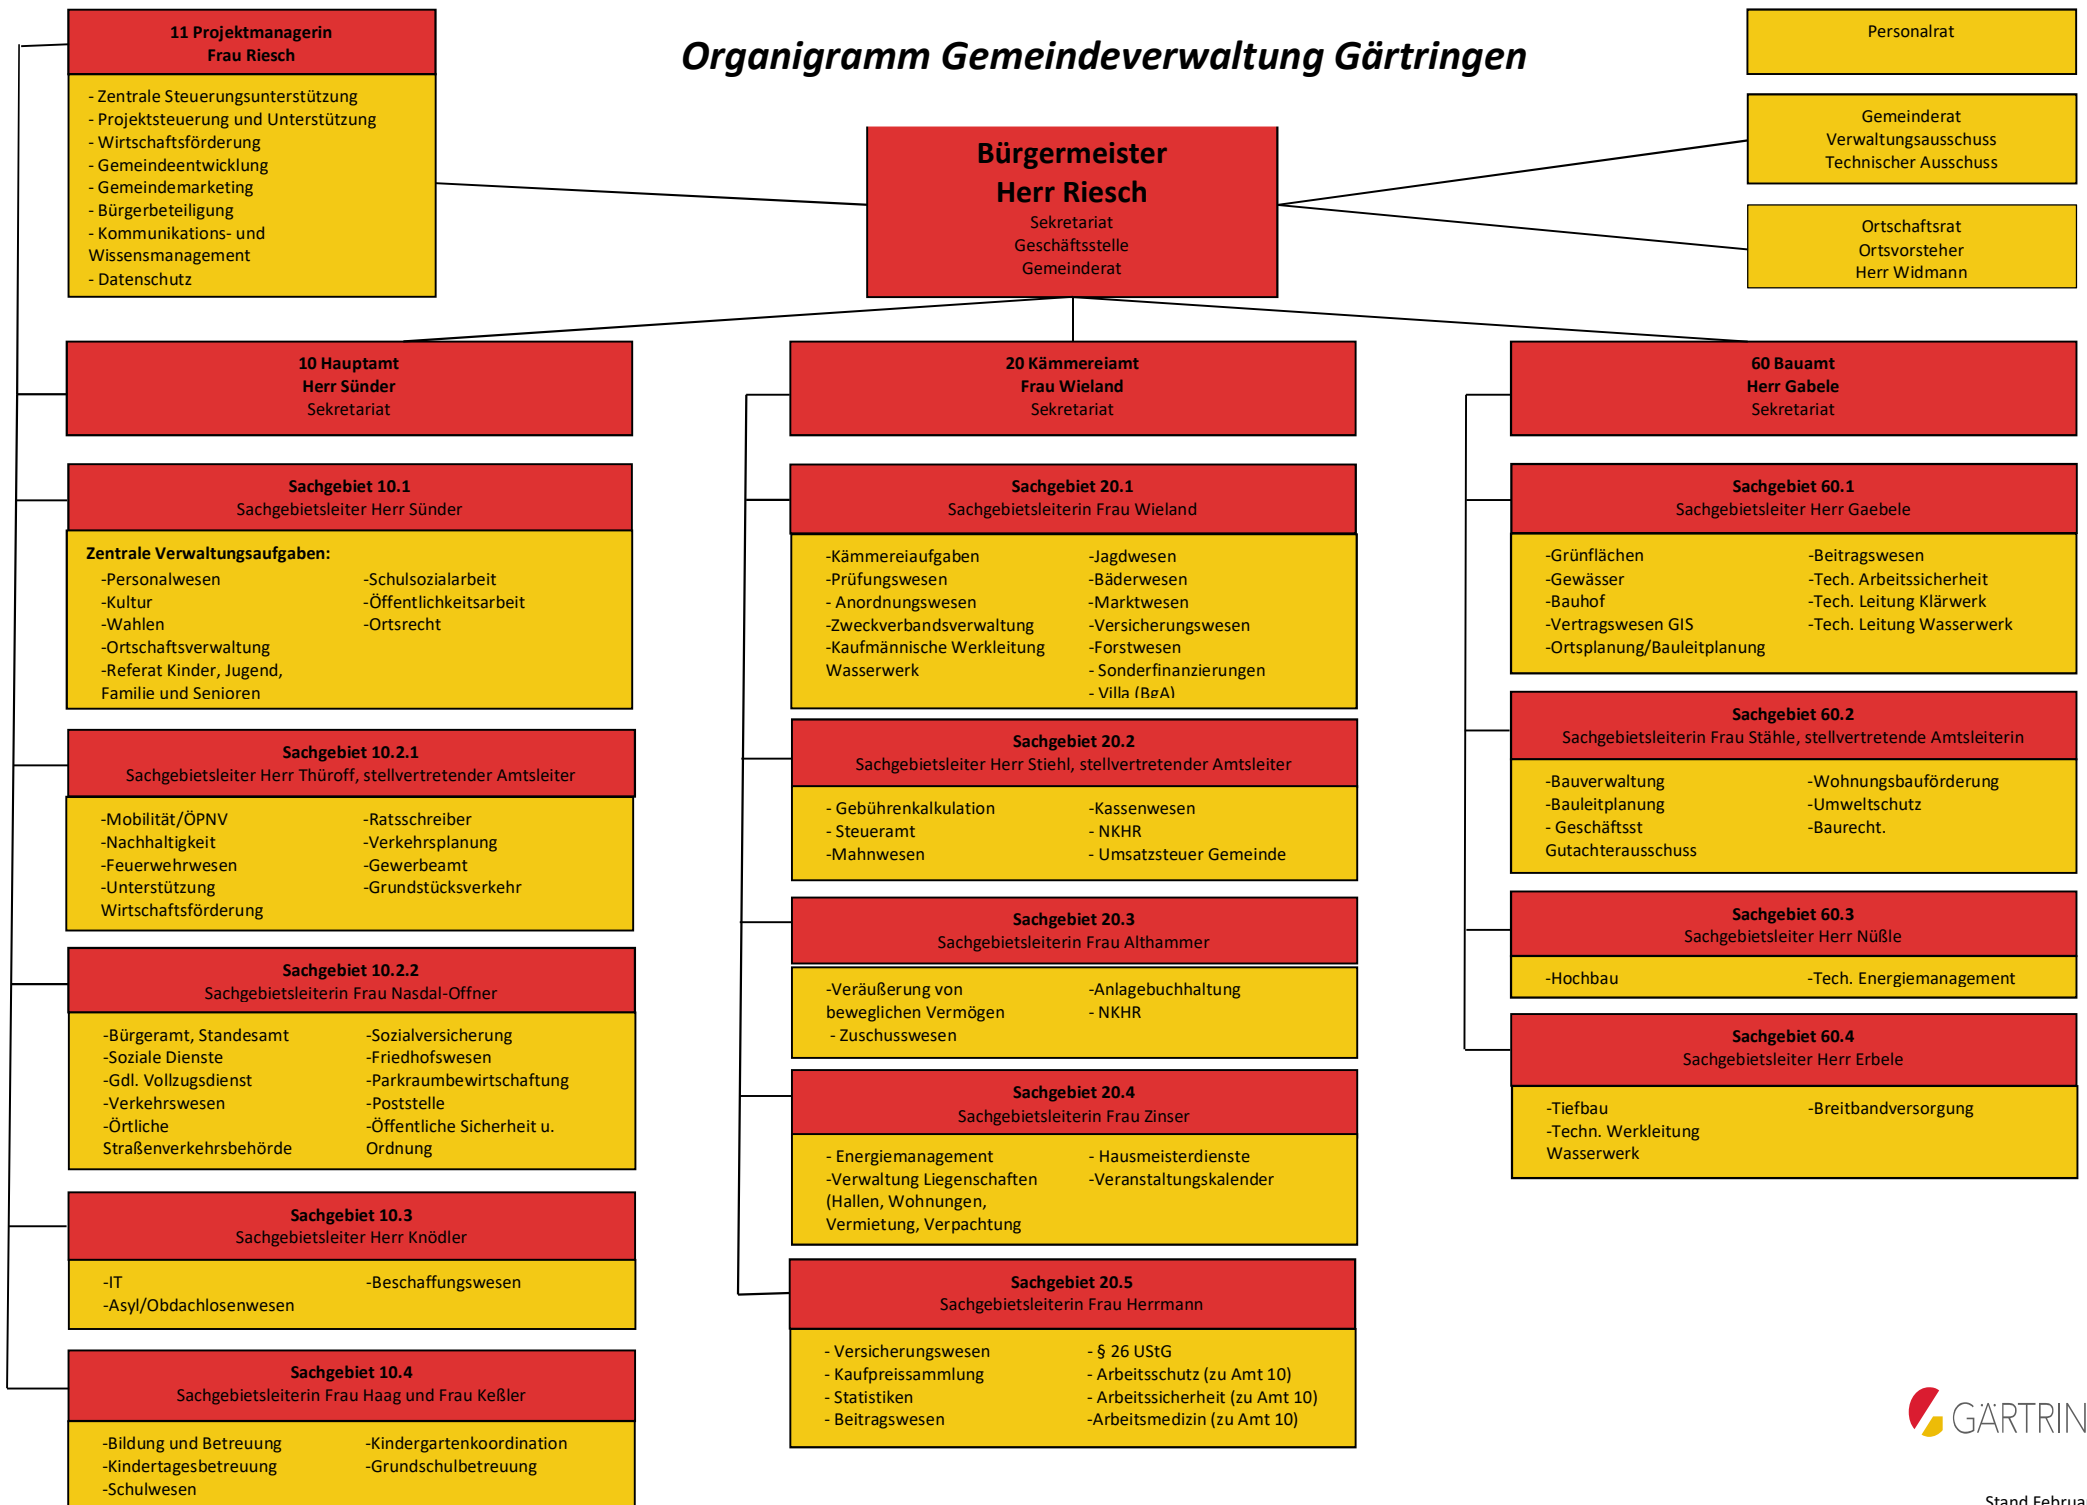 11 Projektmanagerin
Frau Riesch
- Zentrale Steuerungsunterstützung
- Projektsteuerung und Unterstützung
- Wirtschaftsförderung
- Gemeindeentwicklung
- Gemeindemarketing
- Bürgerbeteiligung
- Kommunikations- und
Wissensmanagement
- Datenschutz
Organigramm Gemeindeverwaltung Gärtringen
Personalrat
Gemeinderat
Verwaltungsausschuss
Technischer Ausschuss
Ortschaftsrat
Ortsvorsteher
Herr Widmann
Bürgermeister
Herr Riesch
Sekretariat
Geschäftsstelle
Gemeinderat
10 Hauptamt
Herr Sünder
Sekretariat
Sachgebiet 10.1
Sachgebietsleiter Herr Sünder
Zentrale Verwaltungsaufgaben:
-Personalwesen
-Kultur
-Wahlen
-Ortschaftsverwaltung
-Referat Kinder, Jugend,
Familie und Senioren
-Schulsozialarbeit
-Öffentlichkeitsarbeit
-Ortsrecht
Sachgebiet 10.2.1
Sachgebietsleiter Herr Thüroff, stellvertretender Amtsleiter
-Mobilität/ÖPNV
-Nachhaltigkeit
-Feuerwehrwesen
-Unterstützung
Wirtschaftsförderung
-Ratsschreiber
-Verkehrsplanung
-Gewerbeamt
-Grundstücksverkehr
Sachgebiet 10.2.2
Sachgebietsleiterin Frau Nasdal-Offner
-Bürgeramt, Standesamt
-Soziale Dienste
-Gdl. Vollzugsdienst
-Verkehrswesen
-Örtliche
Straßenverkehrsbehörde
-Sozialversicherung
-Friedhofswesen
-Parkraumbewirtschaftung
-Poststelle
-Öffentliche Sicherheit u.
Ordnung
Sachgebiet 10.3
Sachgebietsleiter Herr Knödler
-IT
-Asyl/Obdachlosenwesen
-Beschaffungswesen
Sachgebiet 10.4
Sachgebietsleiterin Frau Haag und Frau Keßler
-Bildung und Betreuung
-Kindertagesbetreuung
-Schulwesen
-Kindergartenkoordination
-Grundschulbetreuung
20 Kämmereiamt
Frau Wieland
Sekretariat
Sachgebiet 20.1
Sachgebietsleiterin Frau Wieland
-Kämmereiaufgaben
-Prüfungswesen
- Anordnungswesen
-Zweckverbandsverwaltung
-Kaufmännische Werkleitung
Wasserwerk
-Jagdwesen
-Bäderwesen
-Marktwesen
-Versicherungswesen
-Forstwesen
- Sonderfinanzierungen
- Villa (BgA)
Sachgebiet 20.2
Sachgebietsleiter Herr Stiehl, stellvertretender Amtsleiter
- Gebührenkalkulation
- Steueramt
-Mahnwesen
-Kassenwesen
- NKHR
- Umsatzsteuer Gemeinde
Sachgebiet 20.3
Sachgebietsleiterin Frau Althammer
-Veräußerung von
beweglichen Vermögen
- Zuschusswesen
-Anlagebuchhaltung
- NKHR
Sachgebiet 20.4
Sachgebietsleiterin Frau Zinser
- Energiemanagement
-Verwaltung Liegenschaften
(Hallen, Wohnungen,
Vermietung, Verpachtung
- Hausmeisterdienste
-Veranstaltungskalender
Sachgebiet 20.5
Sachgebietsleiterin Frau Herrmann
- Versicherungswesen
- Kaufpreissammlung
- Statistiken
- Beitragswesen
- § 26 UStG
- Arbeitsschutz (zu Amt 10)
- Arbeitssicherheit (zu Amt 10)
-Arbeitsmedizin (zu Amt 10)
60 Bauamt
Herr Gabele
Sekretariat
Sachgebiet 60.1
Sachgebietsleiter Herr Gaebele
-Grünflächen
-Gewässer
-Bauhof
-Vertragswesen GIS
-Ortsplanung/Bauleitplanung
-Beitragswesen
-Tech. Arbeitssicherheit
-Tech. Leitung Klärwerk
-Tech. Leitung Wasserwerk
Sachgebiet 60.2
Sachgebietsleiterin Frau Stähle, stellvertretende Amtsleiterin
-Bauverwaltung
-Bauleitplanung
- Geschäftsst
Gutachterausschuss
-Wohnungsbauförderung
-Umweltschutz
-Baurecht.
Sachgebiet 60.3
Sachgebietsleiter Herr Nüßle
-Hochbau
-Tech. Energiemanagement
Sachgebiet 60.4
Sachgebietsleiter Herr Erbele
-Tiefbau
-Techn. Werkleitung
Wasserwerk
-Breitbandversorgung
GÄRTRIN
Stand Februa